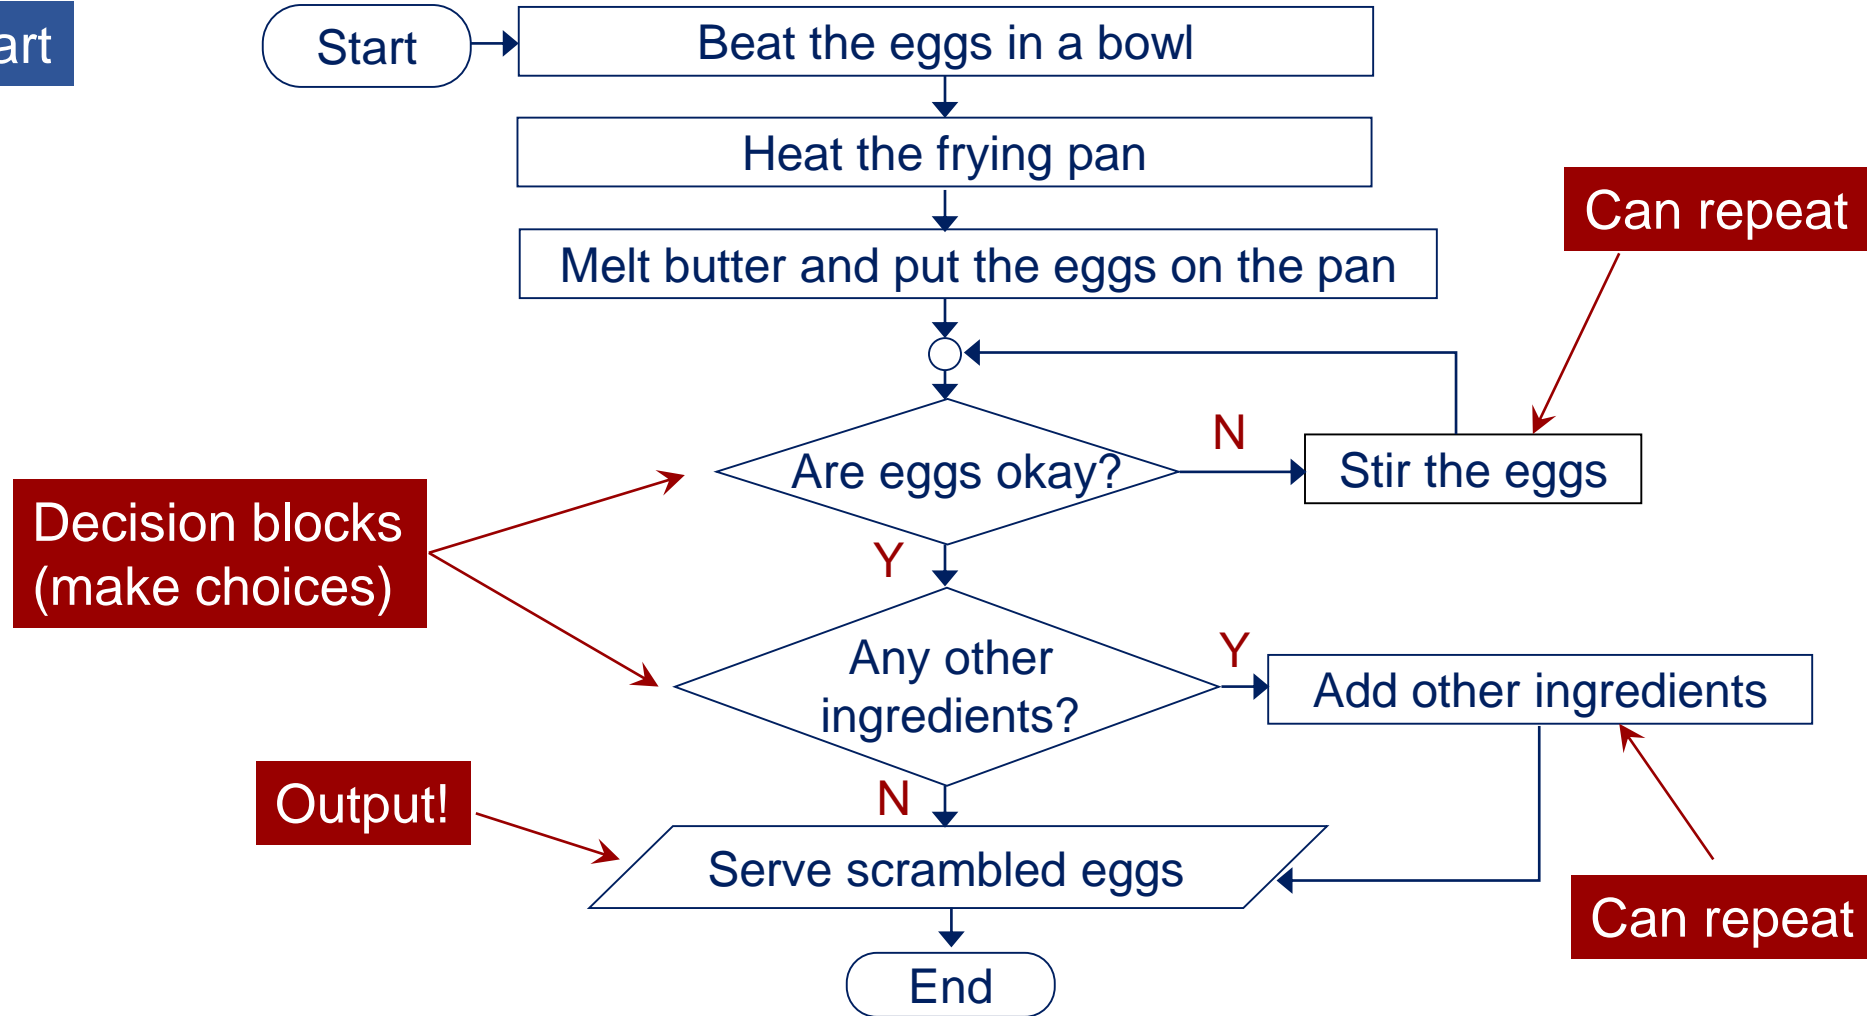 art
Start
Beat the eggs in a bowl
Heat the frying pan
Can repeat
Melt butter and put the eggs on the pan
N
Are eggs okay?
Stir the eggs
Decision blocks
(make choices)
Y
Any other
ingredients?
Y
Add other ingredients
Output!
N
Serve scrambled eggs
Can repeat
End